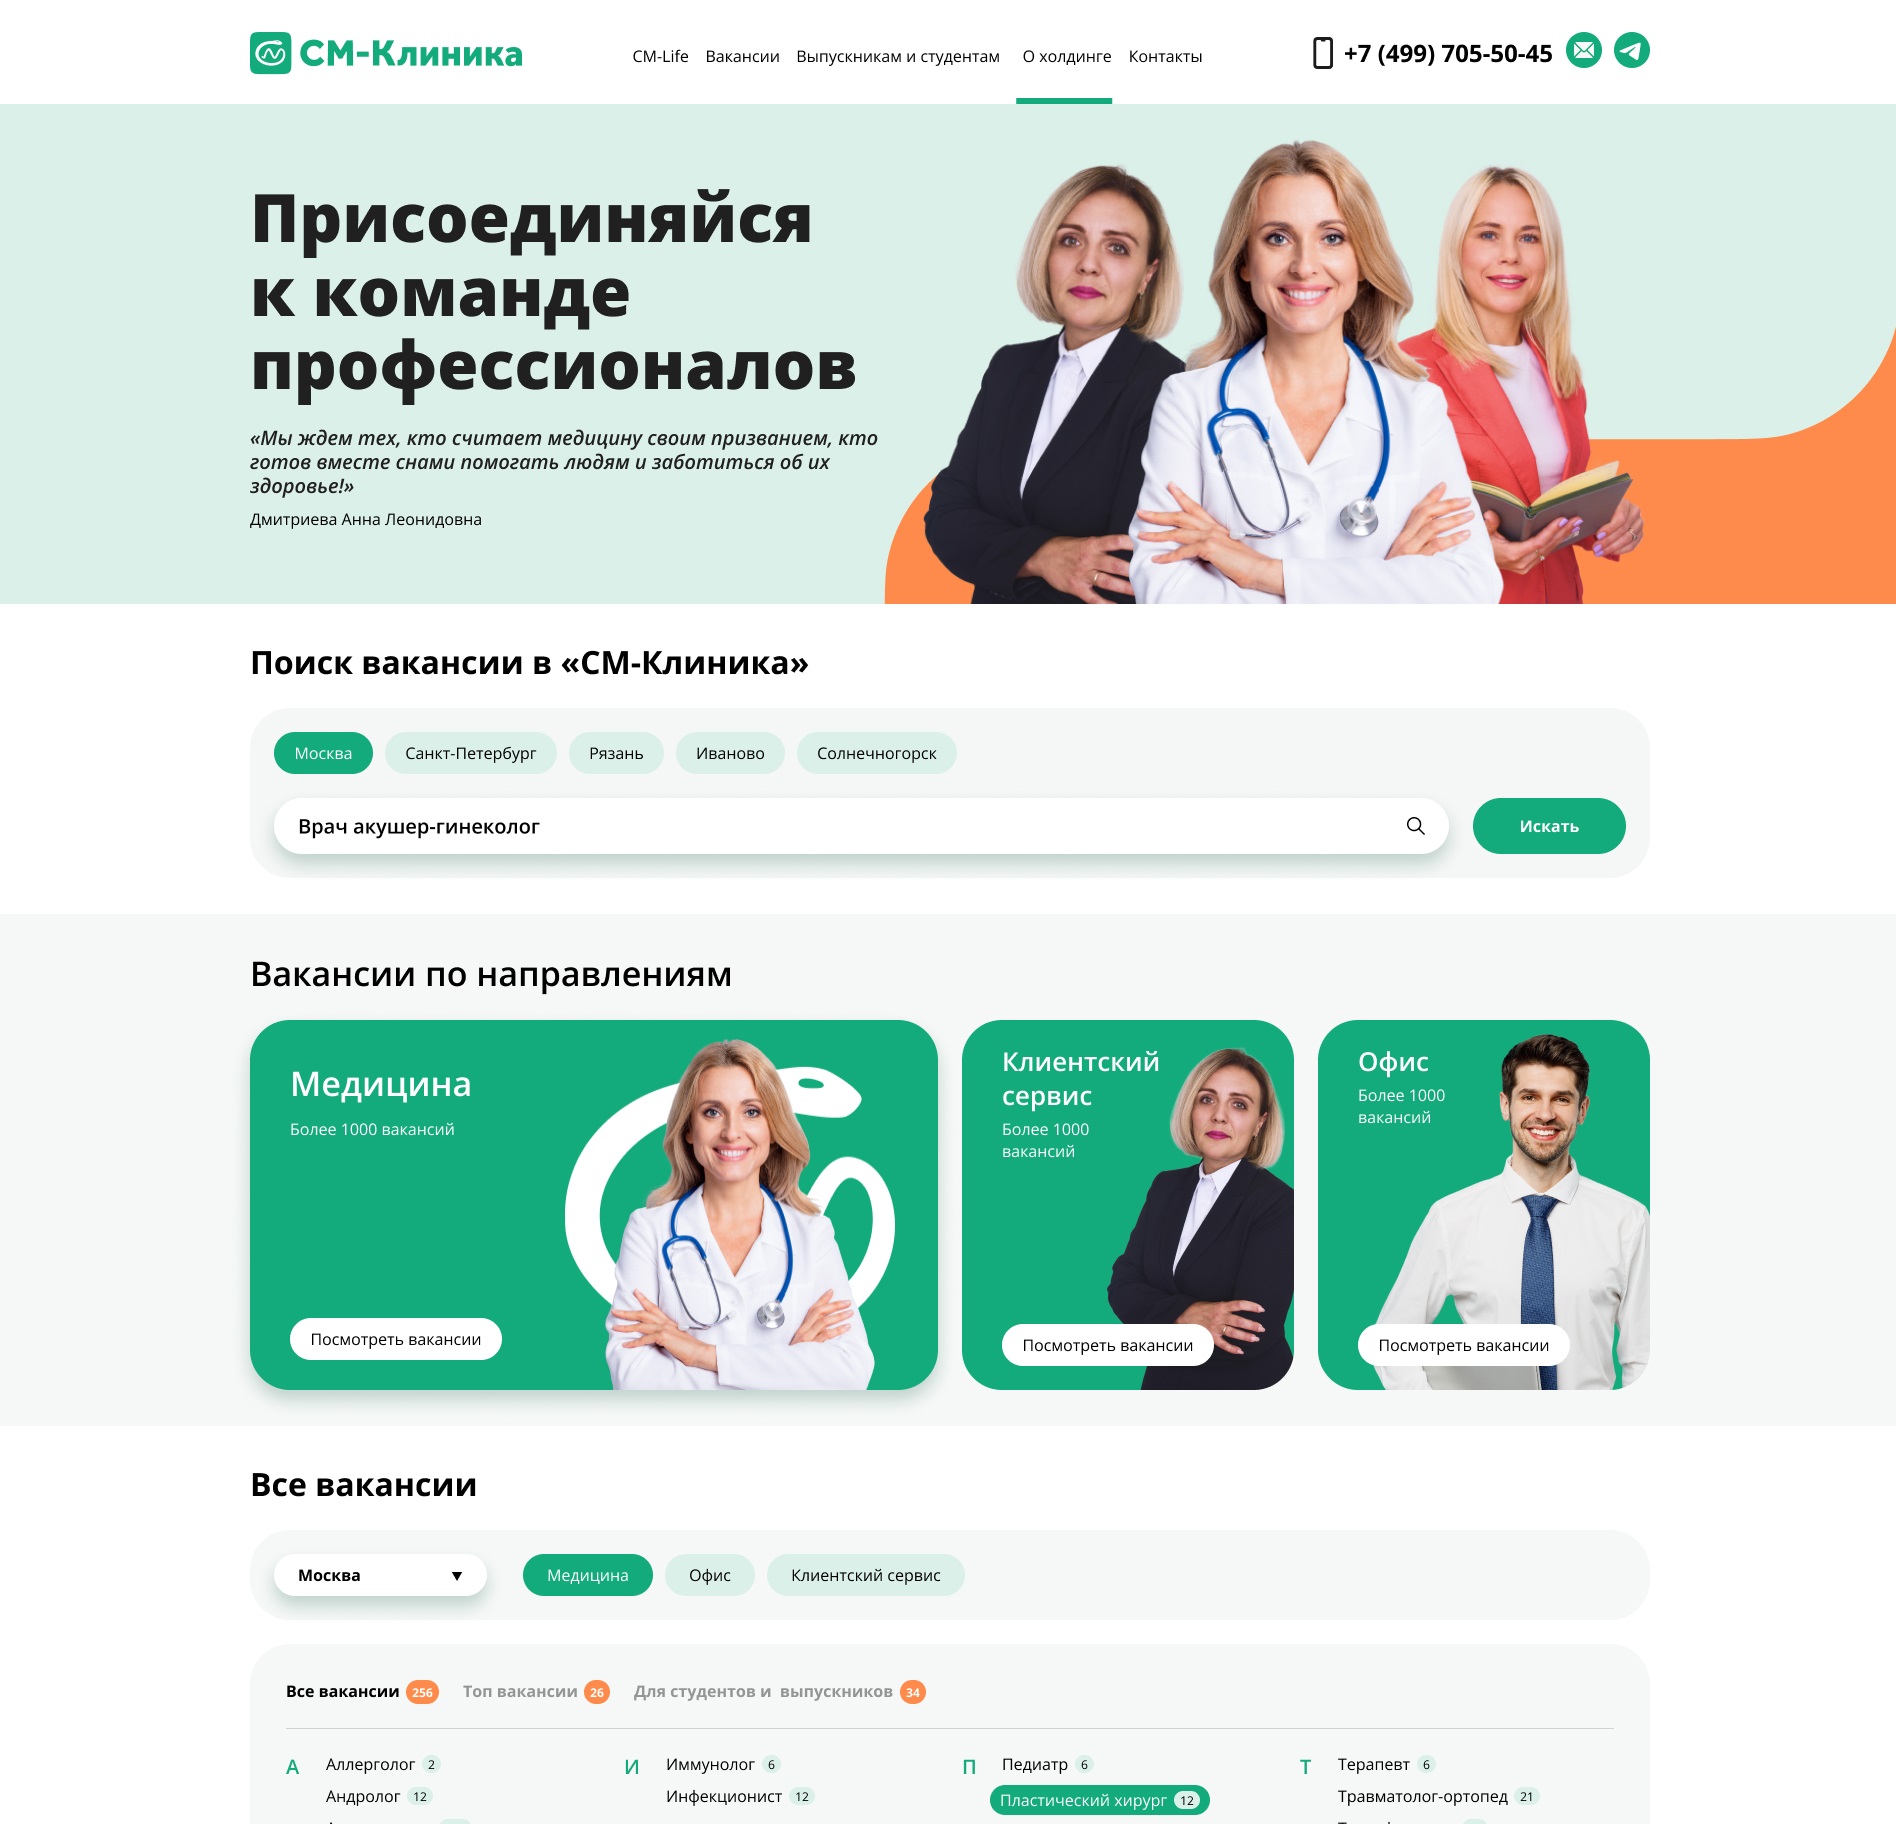 СМ-Клиника
CM-Life Вакансии Выпускникам и студентам О холдинге Контакты
+7 (499) 705-50-45
Присоединяйся
к команде
профессионалов
«Мы ждем тех, кто считает медицину своим призванием, кто
готов вместе снами помогать людям и заботиться об их
здоровье!»
Дмитриева Анна Леонидовна
Поиск вакансии в «СМ-Клиника»
Москва Санкт-Петербург Рязань Иваново Солнечногорск
Врач акушер-гинеколог
Искать
Вакансии по направлениям
Медицина
Более 1000 вакансий
Посмотреть вакансии
Клиентский
сервис
Более 1000
вакансий
Посмотреть вакансии
Офис
Более 1000
вакансий
Посмотреть вакансии
Все вакансии
Москва
Медицина Офис Клиентский сервис
Все вакансии 256 Топ вакансии 26 Для студентов и выпускников 34
А Аллерголог 2 И Иммунолог 6 П Педиатр 6 Т Терапевт 6
Андролог 12 Инфекционист 12 Пластический хирург 12 Травматолог-ортопед 21